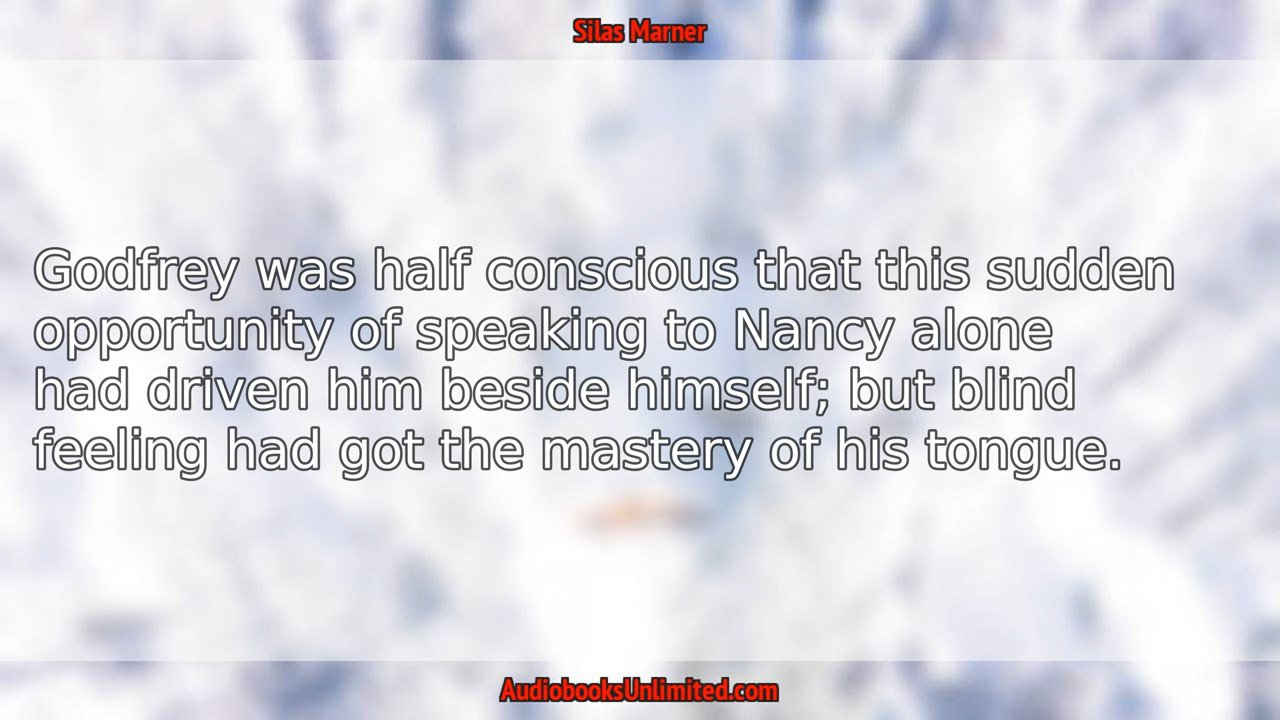 Silas Marner
Godfrey was half conscious that this sudden
opportunity of speaking to Nancy alone
had driven him beside himself; but blind
feeling had got the mastery of his tongue.
AudiobooksUnlimited.com